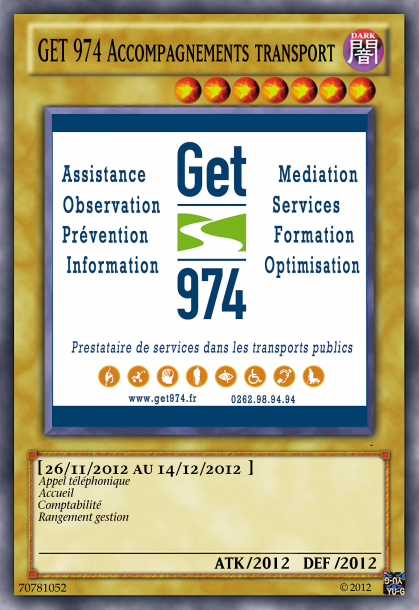 GET 974 ACCOMPAGNEMENTS TRANSPORT
DARK
闇
Assistance
Observation
Prévention
Information
Get
974
Mediation
Services
Formation
Optimisation
Prestataire de services dans les transports publics
www.get974.fr 0262.98.94.94
[ 26/11/2012 AU 14/12/2012 ]
Appel téléphonique
Accueil
Comptabilité
Rangement gestion
ATK/2012 DEF /2012
70781052
©2012